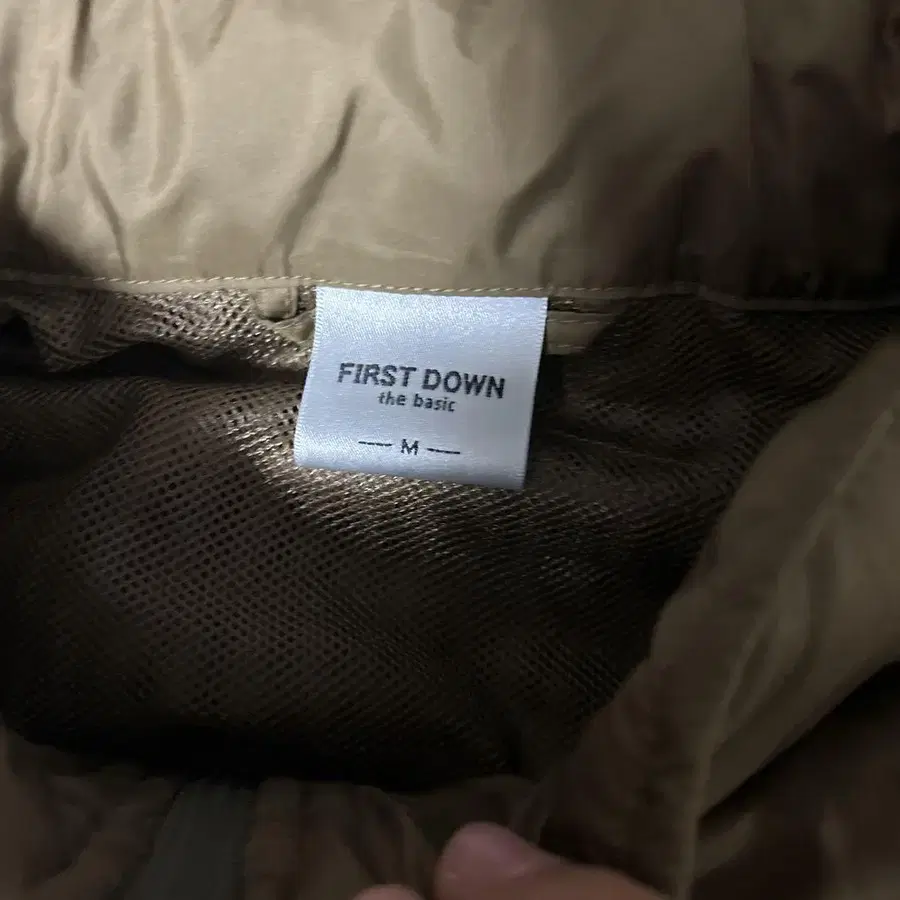 FIRST DOWN
the basic
— M —